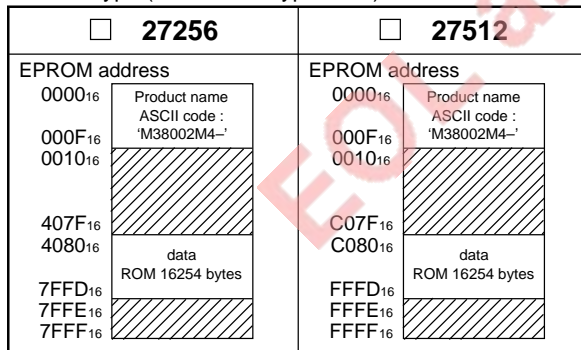 27256
EPROM address
0000₁₆
Product name
ASCII code :
‘M38002M4–’
000F₁₆
0010₁₆
407F₁₆
4080₁₆
data
ROM 16254 bytes
7FFD₁₆
7FFE₁₆
7FFF₁₆
27512
EPROM address
0000₁₆
Product name
ASCII code :
‘M38002M4–’
000F₁₆
0010₁₆
C07F₁₆
C080₁₆
data
ROM 16254 bytes
FFFD₁₆
FFFE₁₆
FFFF₁₆
EOL a